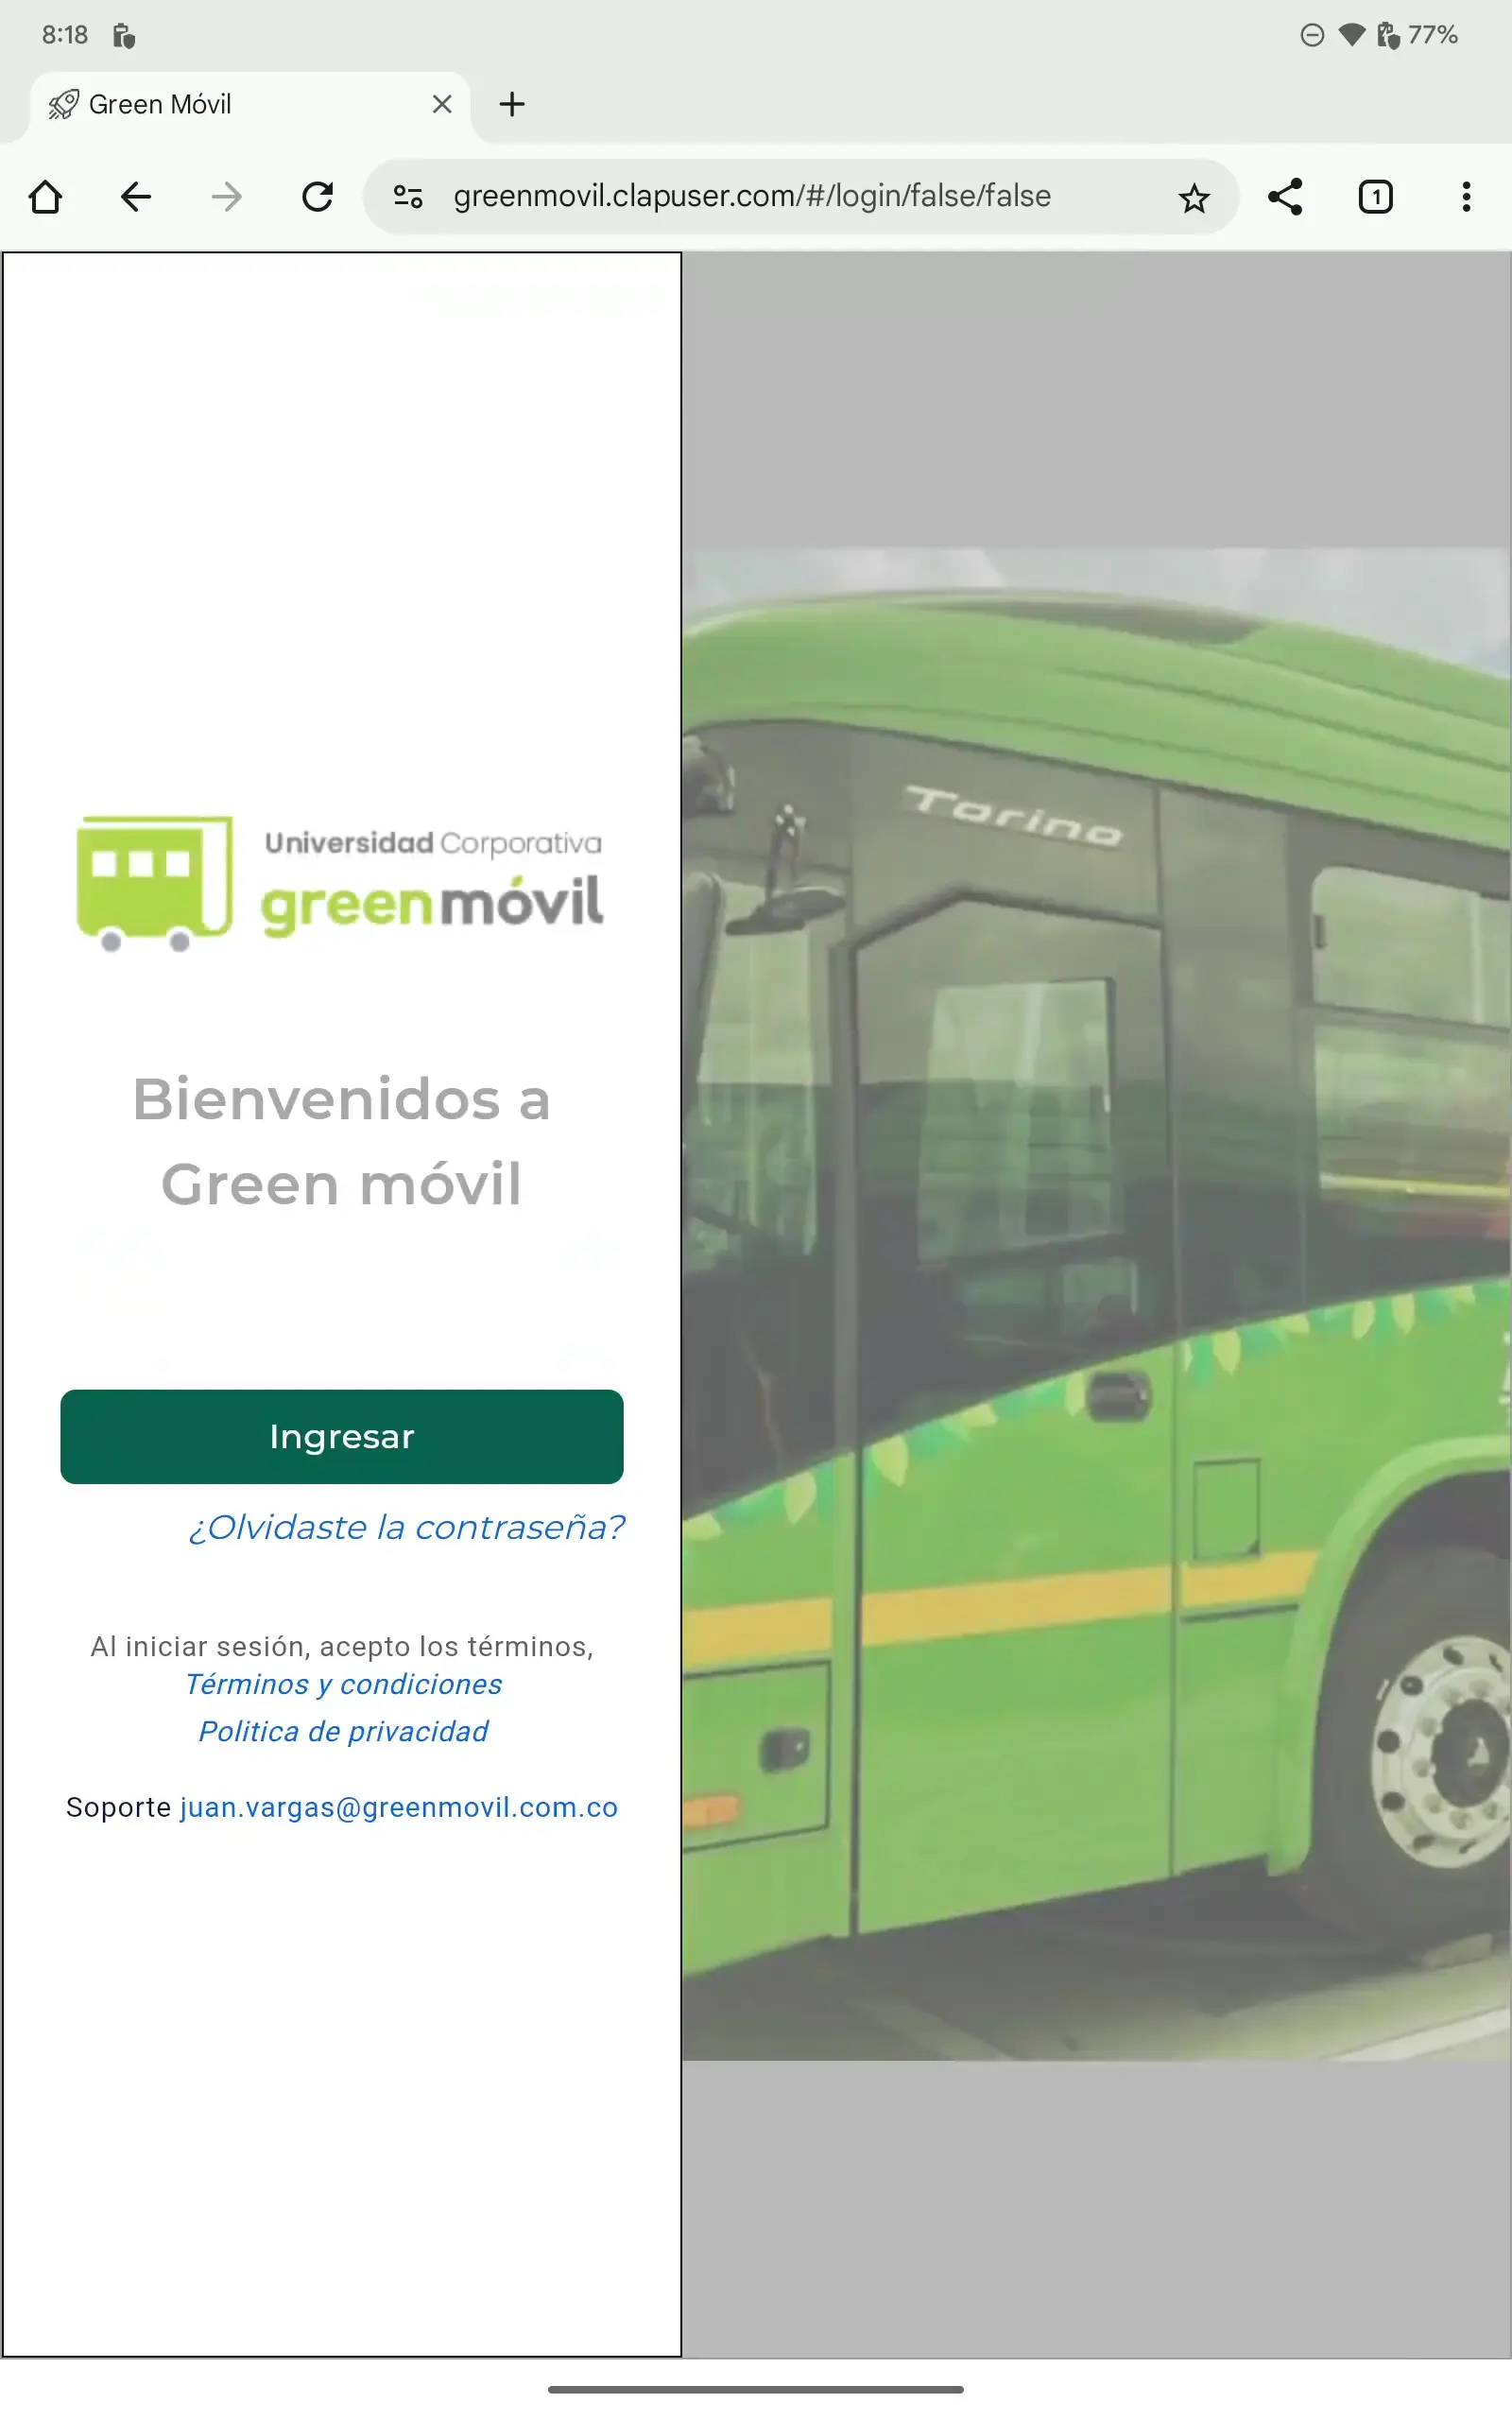 8:18
77%
Green Móvil
greenmovil.clapuser.com/#/login/false/false
1
Universidad Corporativa
greenmóvil
Torino
Bienvenidos a
Green móvil
Ingresar
¿Olvidaste la contraseña?
Al iniciar sesión, acepto los términos,
Términos y condiciones
Politica de privacidad
Soporte juan.vargas@greenmovil.com.co